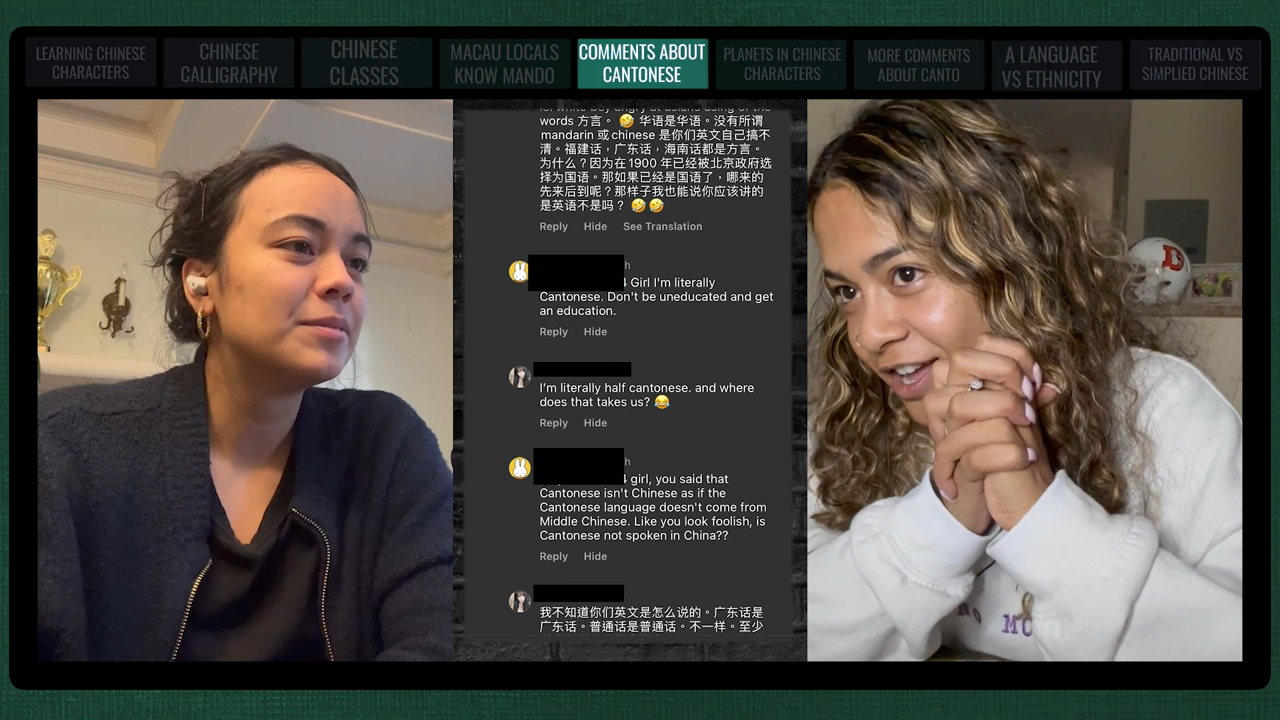 LEARNING CHINESE
CHARACTERS
CHINESE
CALLIGRAPHY
CHINESE
CLASSES
MACAU LOCALS
KNOW MANDO
COMMENTS ABOUT
CANTONESE
PLANETS IN CHINESE
CHARACTERS
MORE COMMENTS
ABOUT CANTO
A LANGUAGE
VS ETHNICITY
TRADITIONAL VS
SIMPLIED CHINESE
words 方言。🤣 华语是华语。没有所谓
mandarin 或 chinese 是你们英文自己搞不
清。福建话，广东话，海南话都是方言。
为什么？因为在 1900 年已经被北京政府选
择为国语。那如果已经是国语了，哪来的
先来后到呢？那样子我也能说你应该讲的
是英语不是吗？ 🤣 🤣
Reply Hide See Translation
h
Girl I'm literally
Cantonese. Don't be uneducated and get
an education.
Reply Hide
I'm literally half cantonese. and where
does that takes us? 😂
Reply Hide
h
girl, you said that
Cantonese isn't Chinese as if the
Cantonese language doesn't come from
Middle Chinese. Like you look foolish, is
Cantonese not spoken in China??
Reply Hide
我不知道你们英文是怎么说的。广东话是
广东话。普通话是普通话。不一样。至少
D